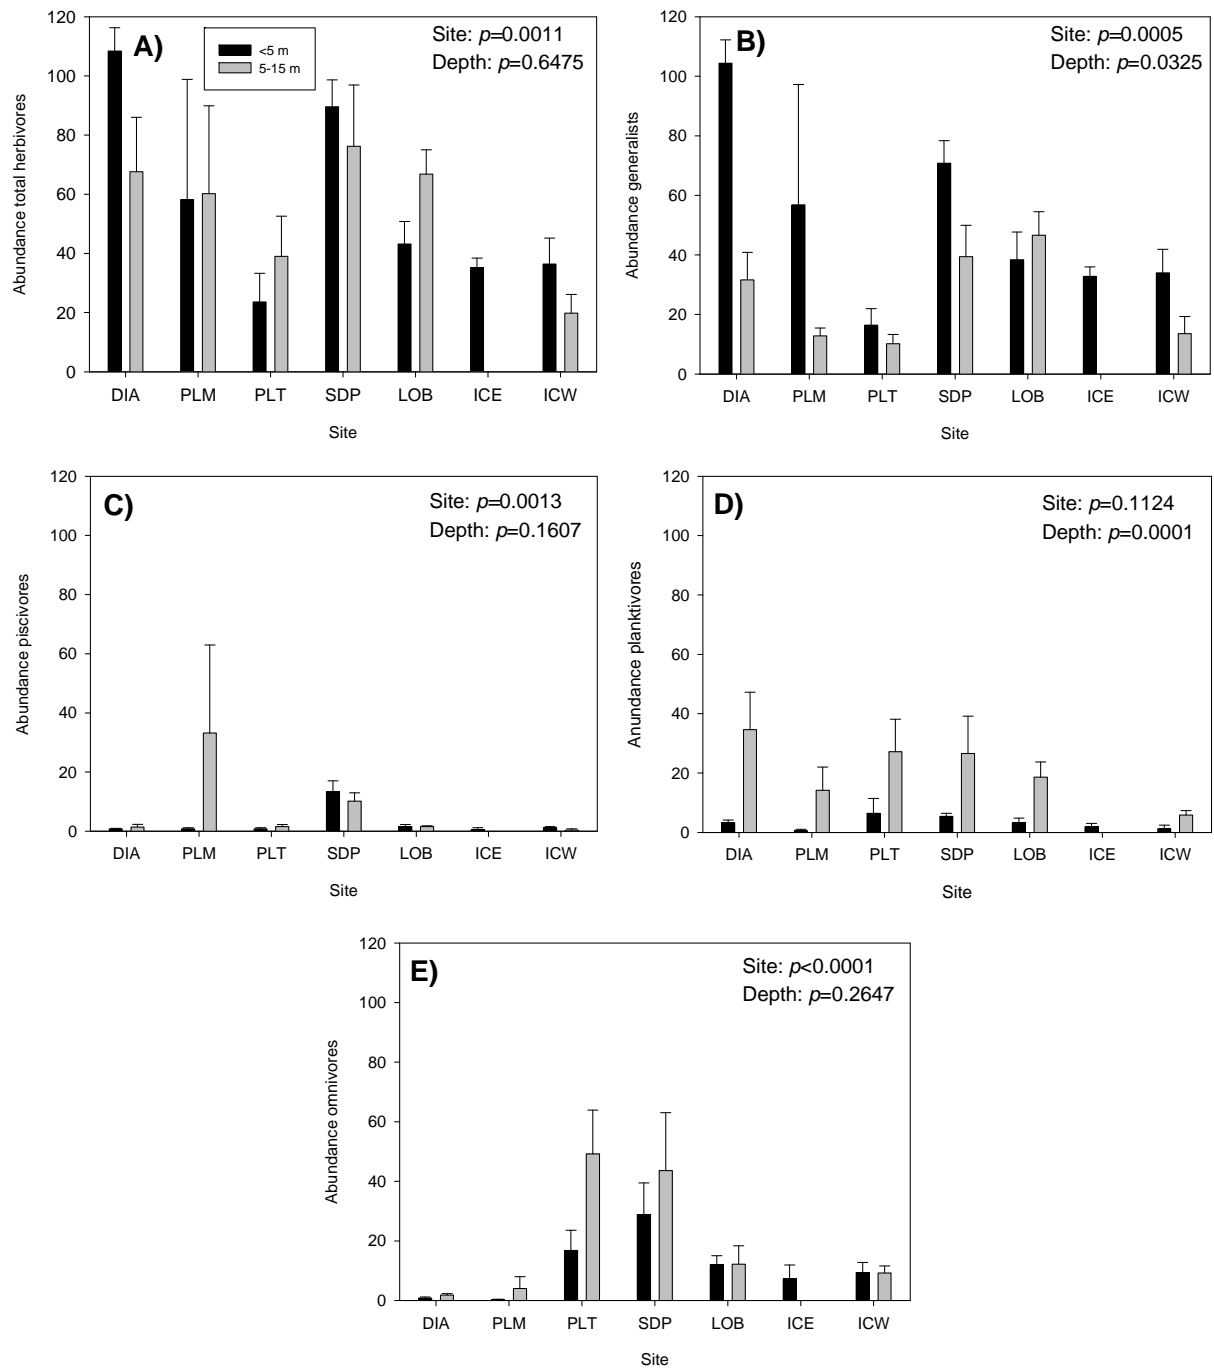 A)
<5 m
5-15 m
Site: p=0.0011
Depth: p=0.6475
Abundance total herbivores
120
100
80
60
40
20
0
DIA PLM PLT SDP LOB ICE ICW
Site
B)
Site: p=0.0005
Depth: p=0.0325
Abundance generalists
120
100
80
60
40
20
0
DIA PLM PLT SDP LOB ICE ICW
Site
C)
Site: p=0.0013
Depth: p=0.1607
Abundance piscivores
120
100
80
60
40
20
0
DIA PLM PLT SDP LOB ICE ICW
Site
D)
Site: p=0.1124
Depth: p=0.0001
Anundance planktivores
120
100
80
60
40
20
0
DIA PLM PLT SDP LOB ICE ICW
Site
E)
Site: p<0.0001
Depth: p=0.2647
Abundance omnivores
120
100
80
60
40
20
0
DIA PLM PLT SDP LOB ICE ICW
Site